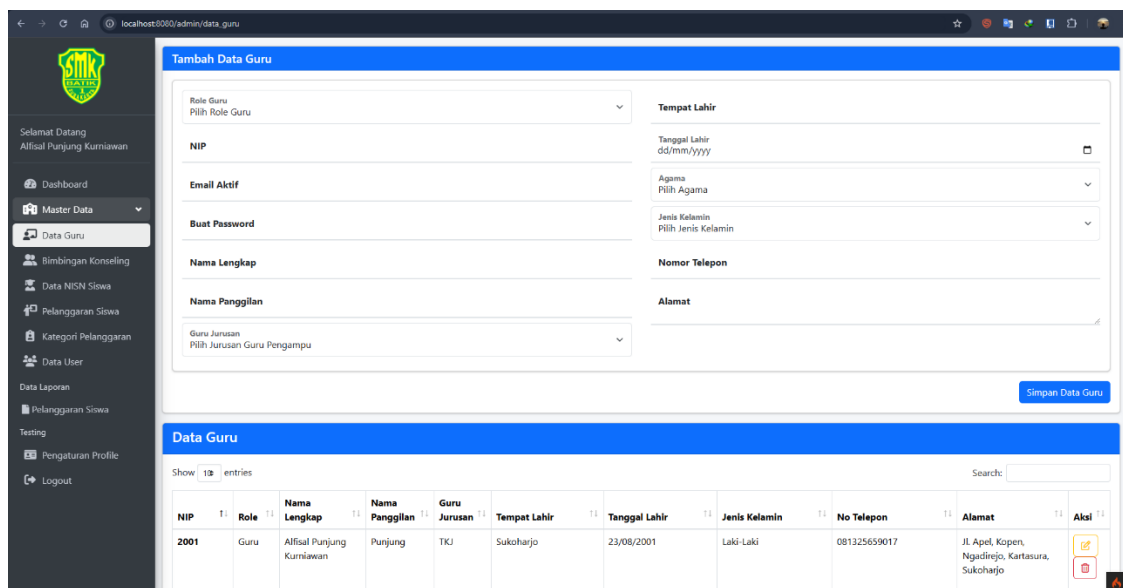 localhost:8080/admin/data_guru
SMK
BATIK
Selamat Datang
Alfisal Punjung Kurniawan
Dashboard
Master Data
Data Guru
Bimbingan Konseling
Data NISN Siswa
Pelanggaran Siswa
Kategori Pelanggaran
Data User
Data Laporan
Pelanggaran Siswa
Testing
Pengaturan Profile
Logout
Tambah Data Guru
Role Guru
Pilih Role Guru
NIP
Email Aktif
Buat Password
Nama Lengkap
Nama Panggilan
Guru Jurusan
Pilih Jurusan Guru Pengampu
Tempat Lahir
Tanggal Lahir
dd/mm/yyyy
Agama
Pilih Agama
Jenis Kelamin
Pilih Jenis Kelamin
Nomor Telepon
Alamat
Simpan Data Guru
Data Guru
Show 10 entries
Search:
NIP Role Nama Lengkap Nama Panggilan Guru Jurusan Tempat Lahir Tanggal Lahir Jenis Kelamin No Telepon Alamat Aksi
2001 Guru Alfisal Punjung Kurniawan Punjung TKJ Sukoharjo 23/08/2001 Laki-Laki 081325659017 Jl. Apel, Kopen, Ngadirejo, Kartasura, Sukoharjo